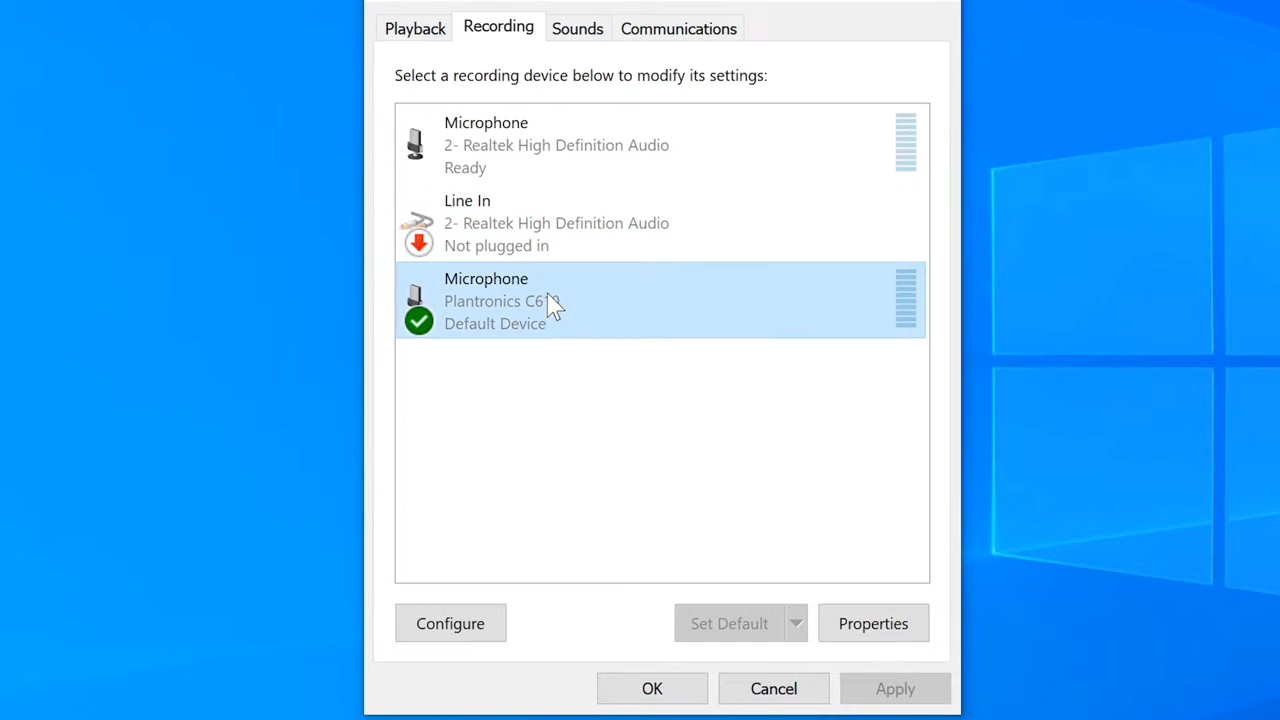 Playback
Recording
Sounds
Communications
Select a recording device below to modify its settings:
Microphone
2- Realtek High Definition Audio
Ready
Line In
2- Realtek High Definition Audio
Not plugged in
Microphone
Plantronics
Default Device
Configure
Set Default
Properties
OK
Cancel
Apply